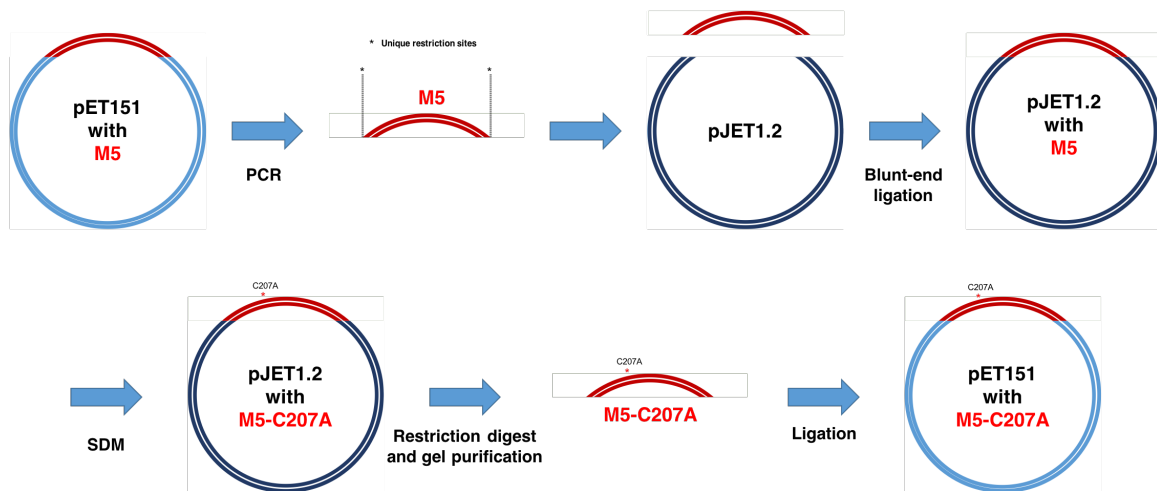 * Unique restriction sites
* *
pET151
with
M5
PCR
M5
pJET1.2
Blunt-end
ligation
pJET1.2
with
M5
SDM
C207A
*
pJET1.2
with
M5-C207A
Restriction digest
and gel purification
C207A
*
M5-C207A
Ligation
C207A
*
pET151
with
M5-C207A